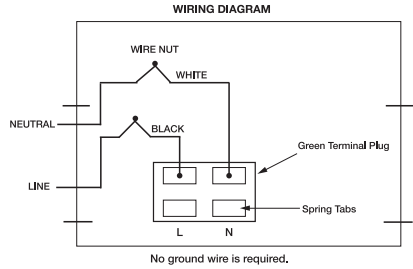 WIRING DIAGRAM
WIRE NUT
WHITE
NEUTRAL
BLACK
Green Terminal Plug
LINE
Spring Tabs
L N
No ground wire is required.